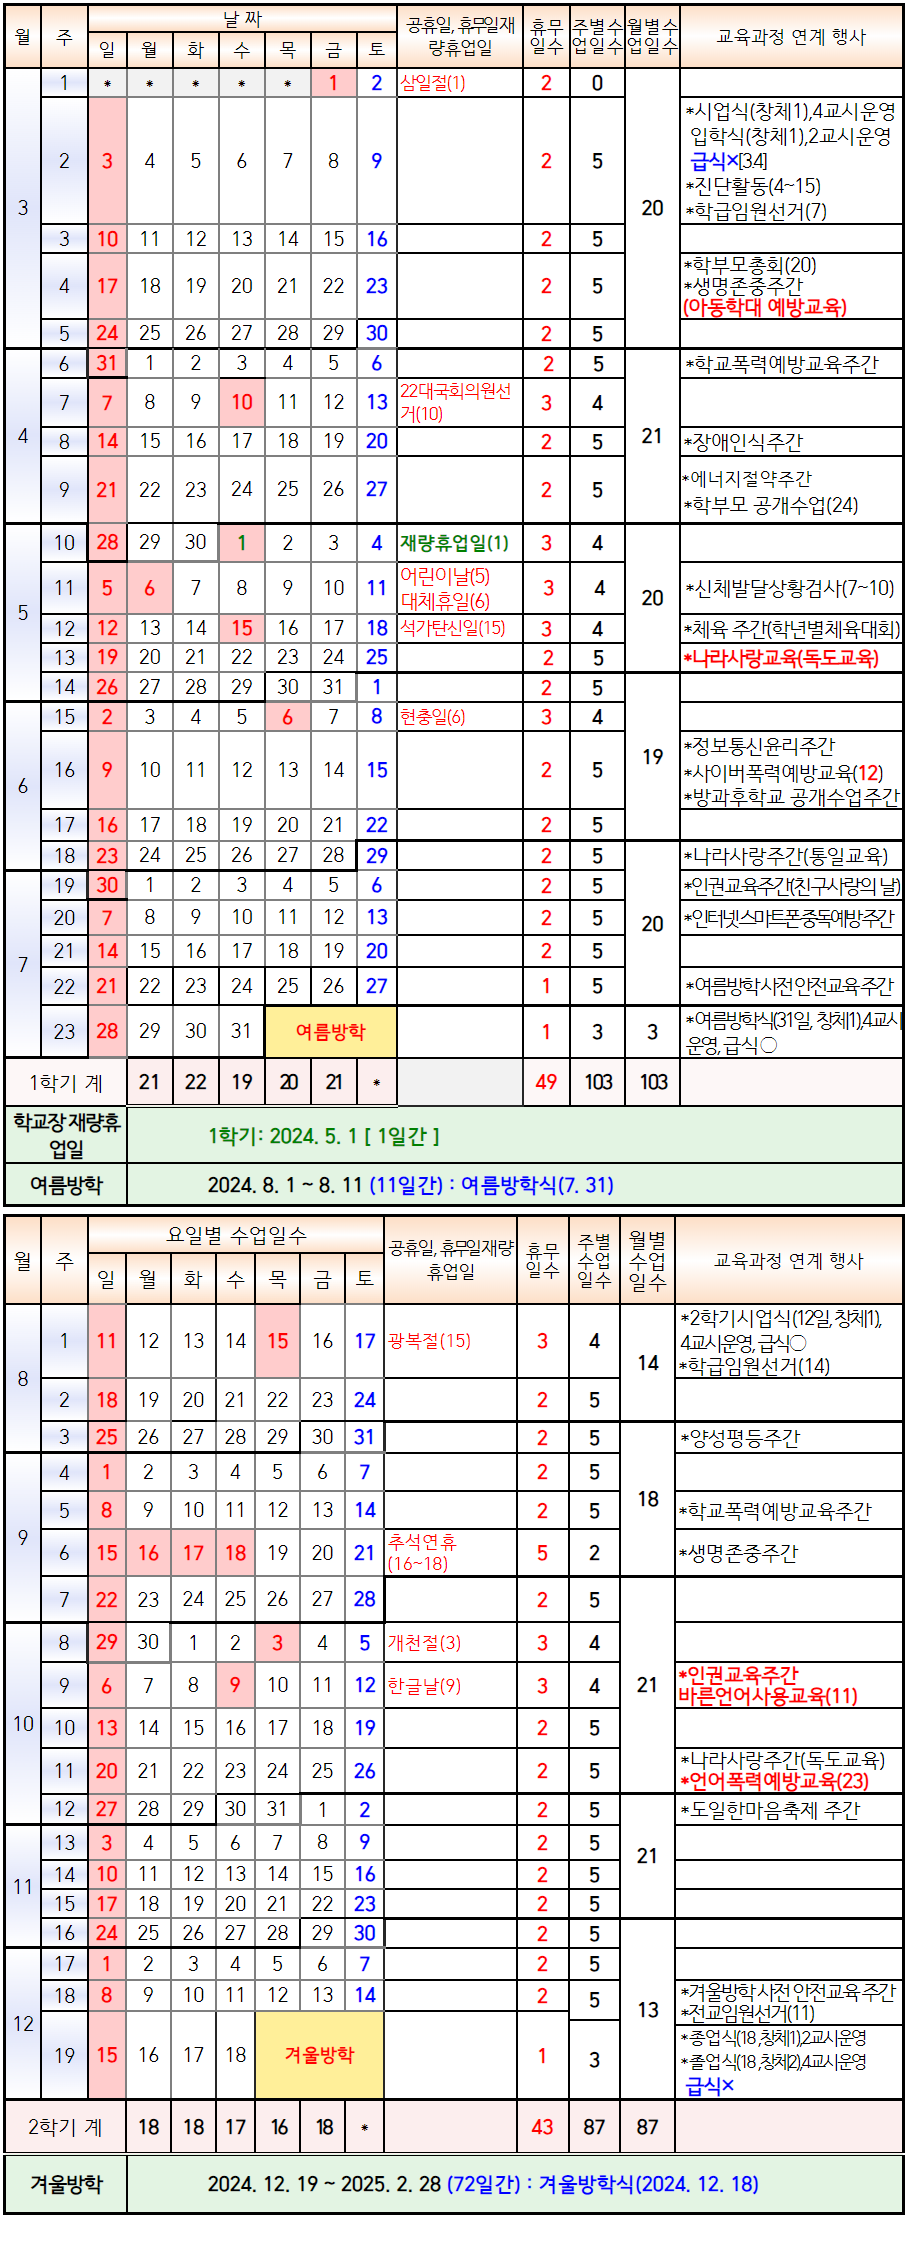 월 주 날 짜 공휴일, 휴무일재량휴업일 휴무일수 주별수업일수 월별수업일수 교육과정 연계 행사
일 월 화 수 목 금 토
3 1 * * * * * 1 2 삼일절(1) 2 0 20
2 3 4 5 6 7 8 9 2 5
*시업식(창체1),4교시운영
입학식(창체1),2교시운영
급식×[3.4]
*진단활동(4~15)
*학급임원선거(7)
3 10 11 12 13 14 15 16 2 5
4 17 18 19 20 21 22 23 2 5
*학부모총회(20)
*생명존중주간
(아동학대 예방교육)
5 24 25 26 27 28 29 30 2 5
4 6 31 1 2 3 4 5 6 2 5 21 *학교폭력예방교육주간
7 7 8 9 10 11 12 13 22대국회의원선
거(10) 3 4
8 14 15 16 17 18 19 20 2 5 *장애인식주간
9 21 22 23 24 25 26 27 2 5
*에너지절약주간
*학부모 공개수업(24)
5 10 28 29 30 1 2 3 4 재량휴업일(1) 3 4 20
11 5 6 7 8 9 10 11 어린이날(5)
대체휴일(6) 3 4 *신체발달상황검사(7~10)
12 12 13 14 15 16 17 18 석가탄신일(15) 3 4 *체육 주간(학년별체육대회)
13 19 20 21 22 23 24 25 2 5 *나라사랑교육(독도교육)
14 26 27 28 29 30 31 1 2 5 19
6 15 2 3 4 5 6 7 8 현충일(6) 3 4
16 9 10 11 12 13 14 15 2 5
*정보통신윤리주간
*사이버폭력예방교육(12)
*방과후학교 공개수업주간
17 16 17 18 19 20 21 22 2 5
18 23 24 25 26 27 28 29 2 5 20 *나라사랑주간(통일교육)
7 19 30 1 2 3 4 5 6 2 5 *인권교육주간(친구사랑의 날)
20 7 8 9 10 11 12 13 2 5 *인터넷스마트폰중독예방주간
21 14 15 16 17 18 19 20 2 5
22 21 22 23 24 25 26 27 1 5 *여름방학사전안전교육주간
23 28 29 30 31 여름방학 1 3 3 *여름방학식(31일, 창체1),4교시
운영, 급식○
1학기 계 21 22 19 20 21 * 49 103 103
학교장재량휴
업일 1학기: 2024. 5. 1 [ 1일간 ]
여름방학 2024. 8. 1 ~ 8. 11 (11일간) : 여름방학식(7. 31)
월 주 요일별 수업일수 공휴일, 휴무일재량
휴업일 휴무
일수 주별
수업
일수 월별
수업
일수 교육과정 연계 행사
일 월 화 수 목 금 토
8 1 11 12 13 14 15 16 17 광복절(15) 3 4 14
*2학기시업식(12일, 창체1),
4교시운영, 급식○
*학급임원선거(14)
2 18 19 20 21 22 23 24 2 5
3 25 26 27 28 29 30 31 2 5 18 *양성평등주간
9 4 1 2 3 4 5 6 7 2 5
5 8 9 10 11 12 13 14 2 5 *학교폭력예방교육주간
6 15 16 17 18 19 20 21 추석연휴
(16~18) 5 2 *생명존중주간
7 22 23 24 25 26 27 28 2 5 21
10 8 29 30 1 2 3 4 5 개천절(3) 3 4
9 6 7 8 9 10 11 12 한글날(9) 3 4 *인권교육주간
바른언어사용교육(11)
10 13 14 15 16 17 18 19 2 5
11 20 21 22 23 24 25 26 2 5 *나라사랑주간(독도교육)
*언어폭력예방교육(23)
12 27 28 29 30 31 1 2 2 5 21 *도일한마음축제 주간
11 13 3 4 5 6 7 8 9 2 5
14 10 11 12 13 14 15 16 2 5
15 17 18 19 20 21 22 23 2 5
16 24 25 26 27 28 29 30 2 5 13
12 17 1 2 3 4 5 6 7 2 5
18 8 9 10 11 12 13 14 2 5 *겨울방학사전 안전교육 주간
*전교임원선거(11)
19 15 16 17 18 겨울방학 1 3
*종업식(18 ,창체1),2교시운영
*졸업식(18 ,창체2),4교시운영
급식×
2학기 계 18 18 17 16 18 * 43 87 87
겨울방학 2024. 12. 19 ~ 2025. 2. 28 (72일간) : 겨울방학식(2024. 12. 18)